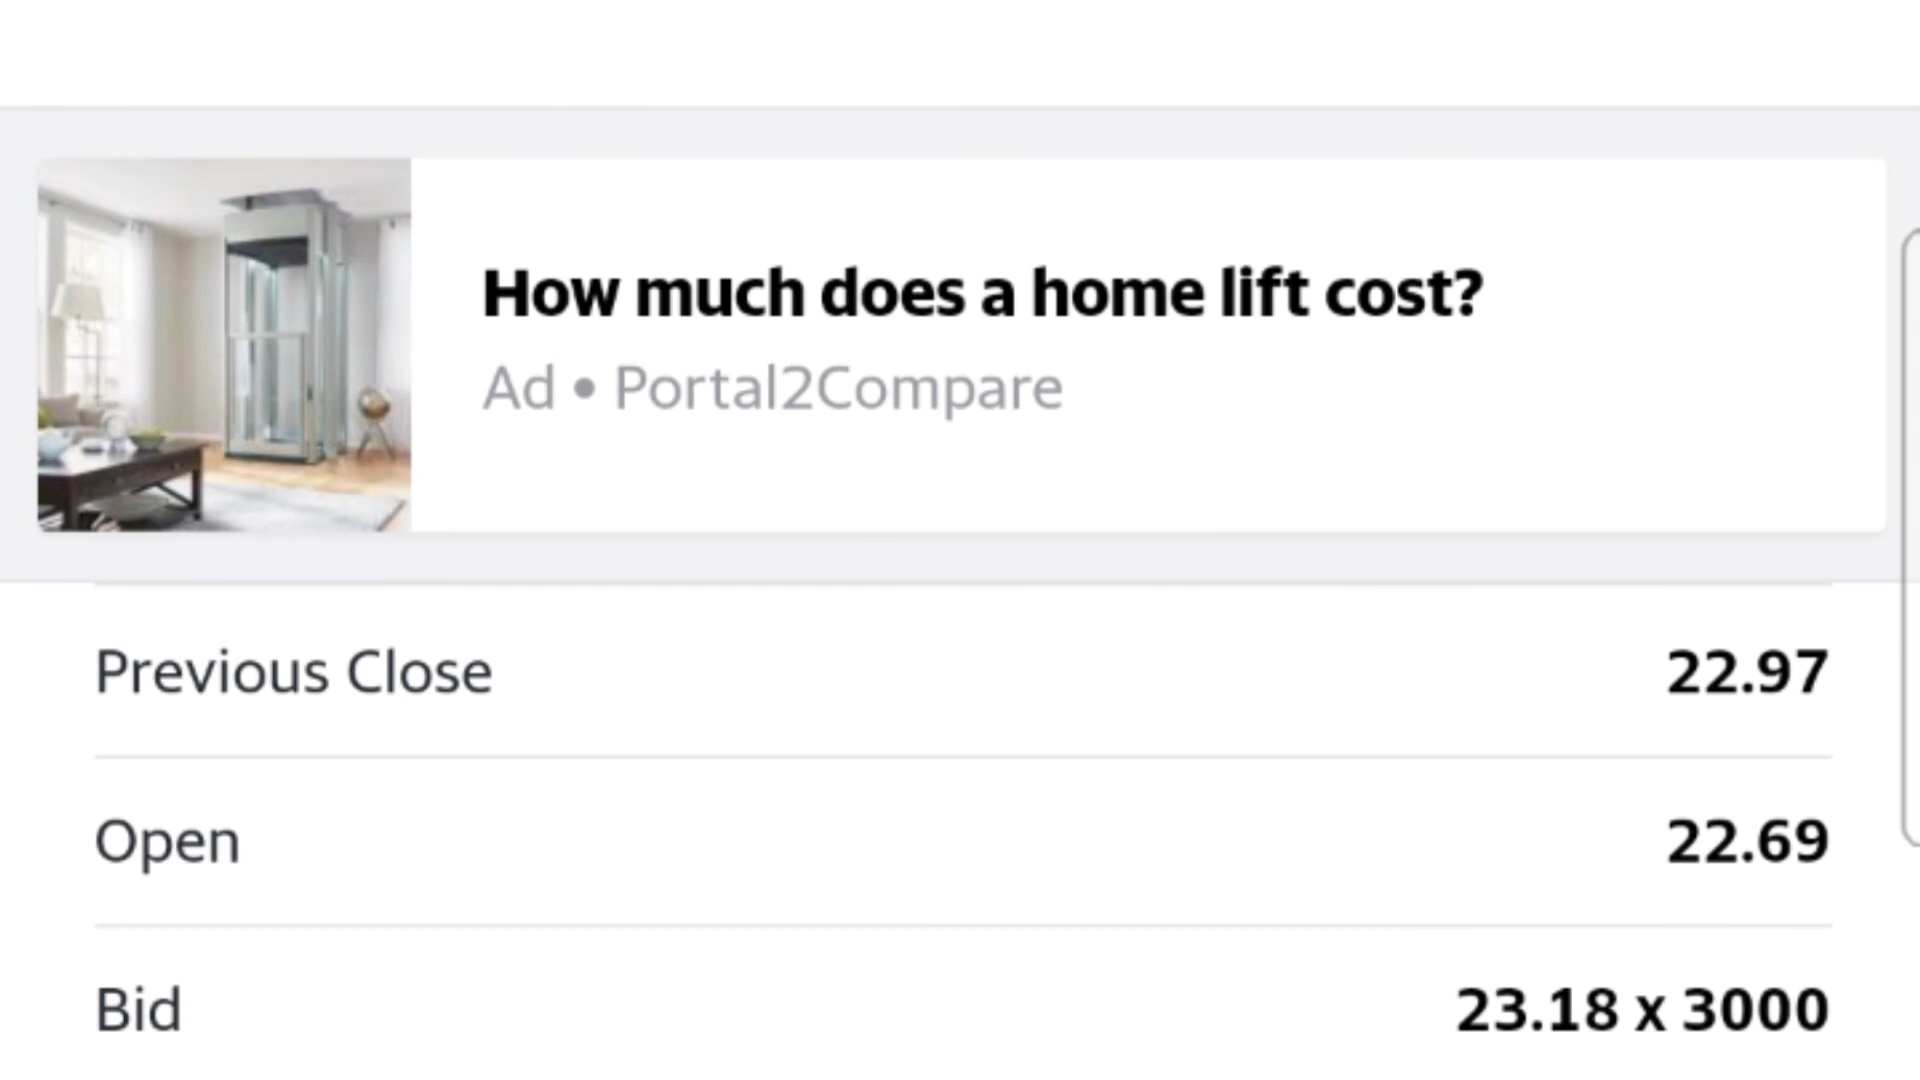 How much does a home lift cost?
Ad • Portal2Compare
Previous Close 22.97
Open 22.69
Bid 23.18 x 3000